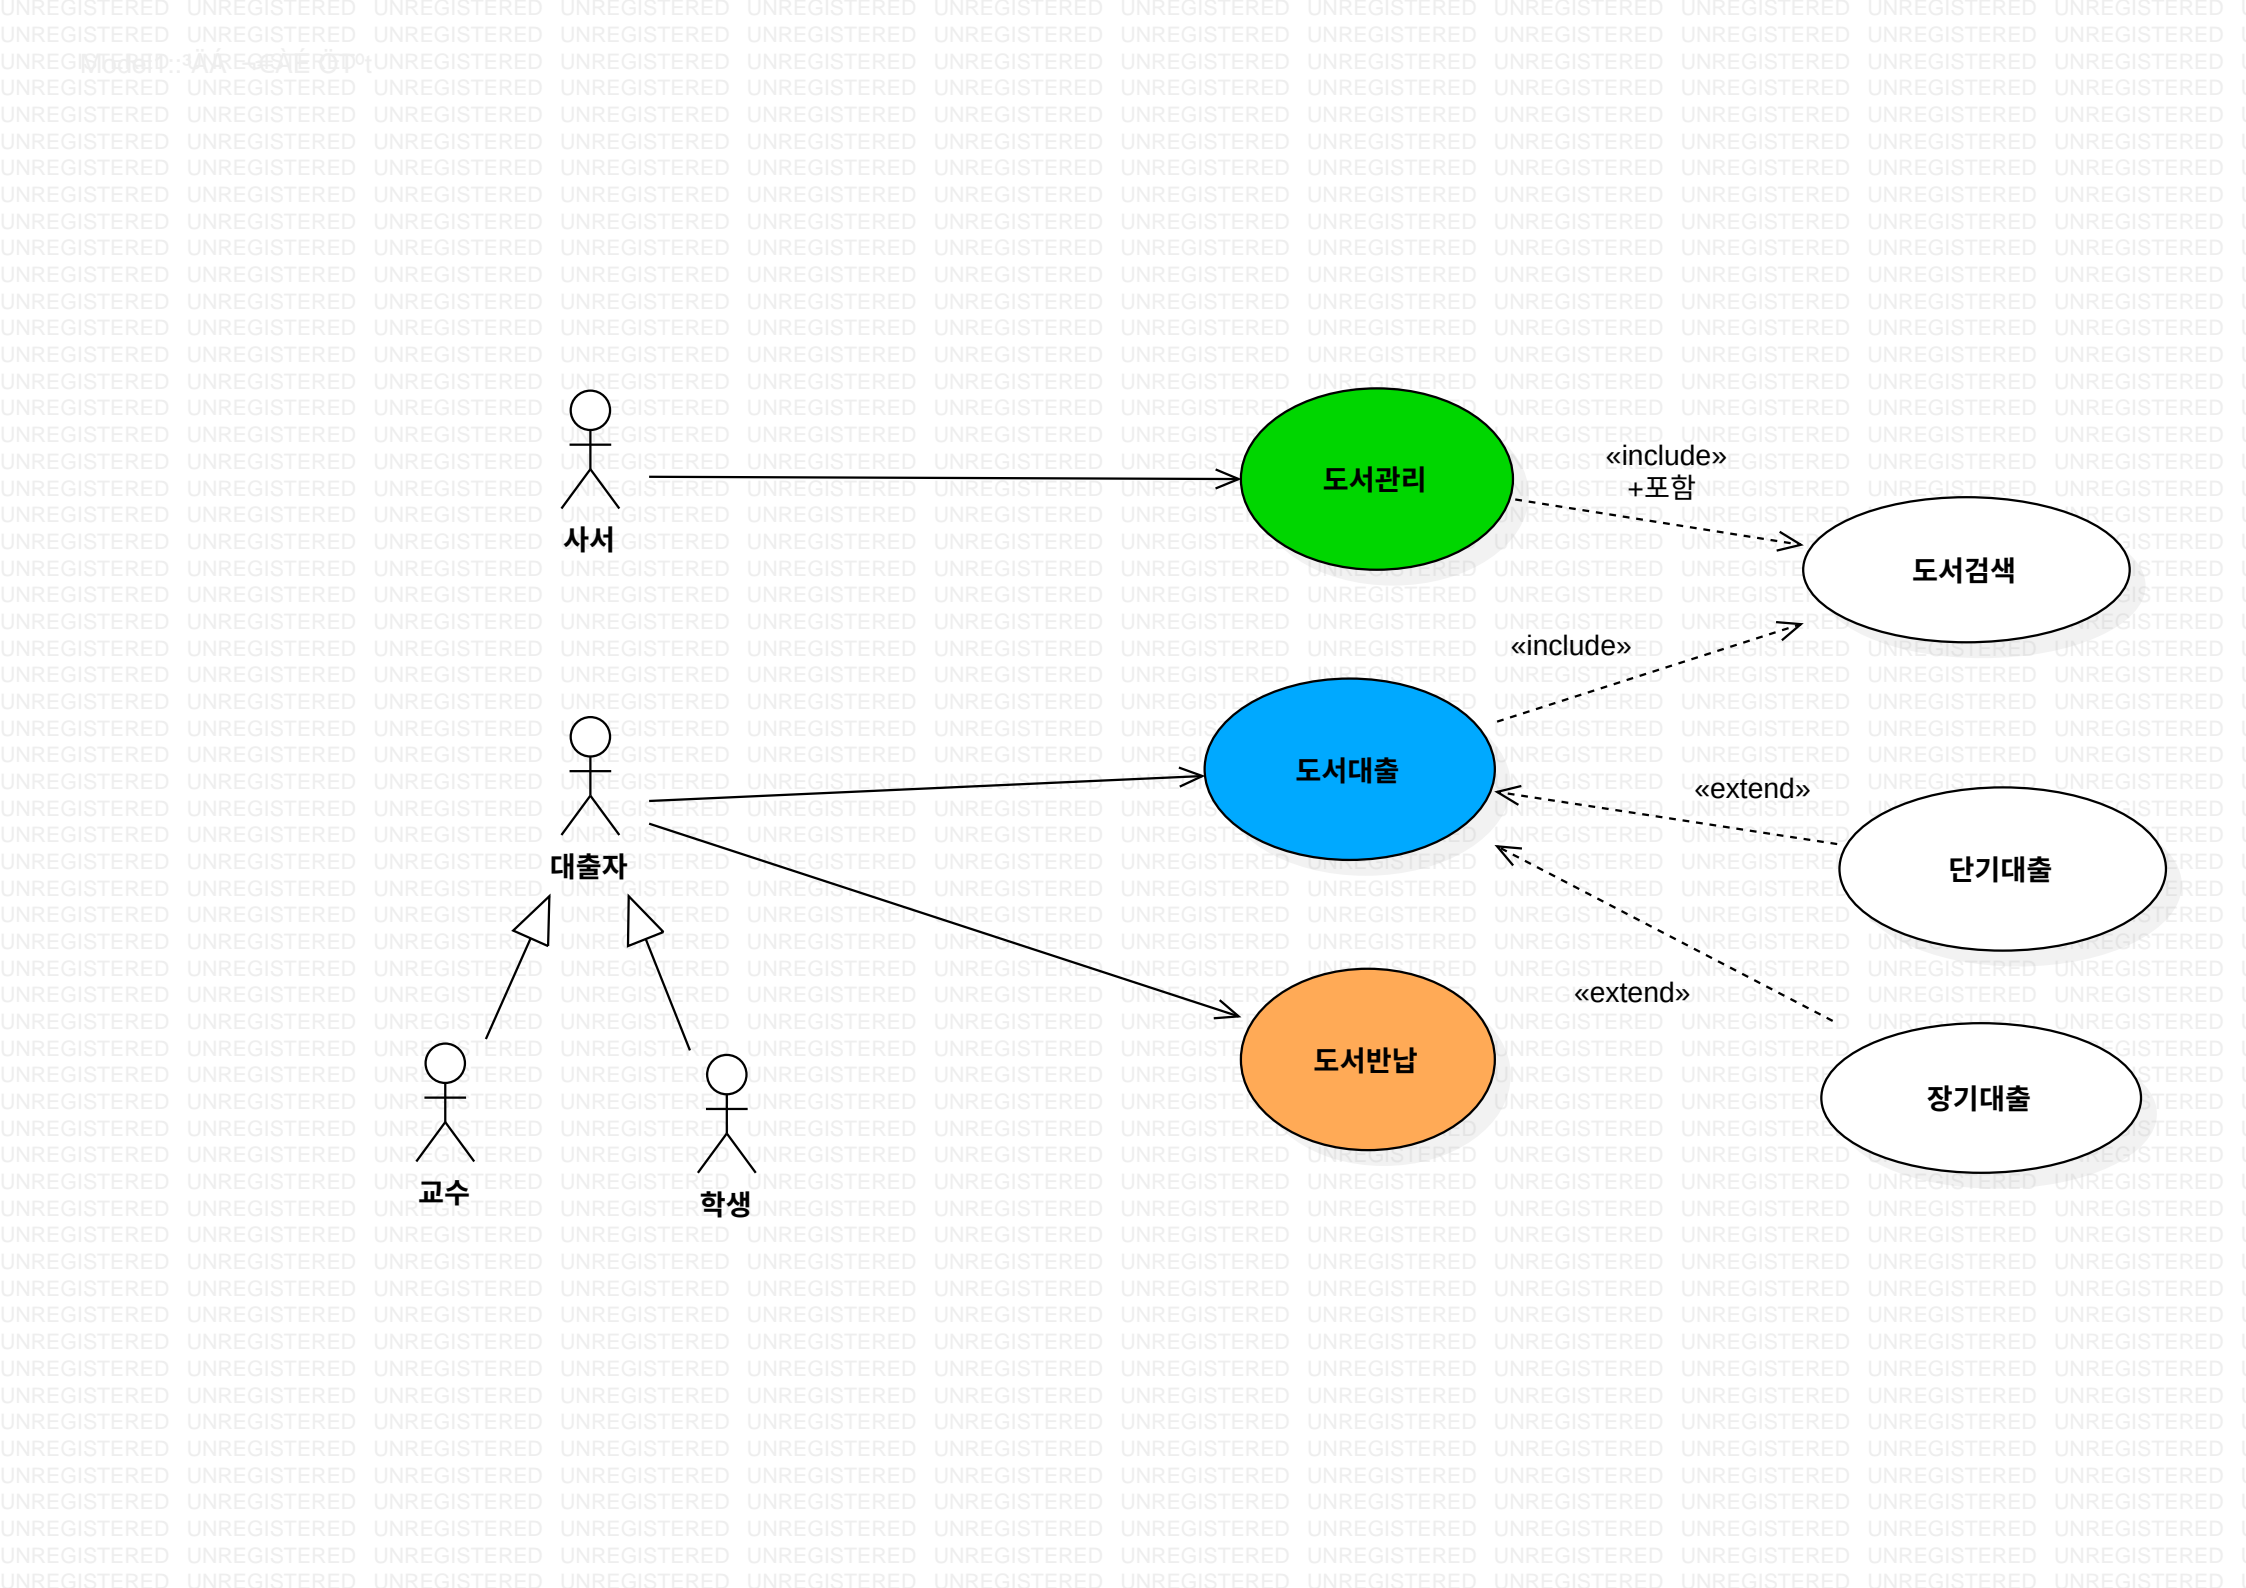 «include»
+포함
도서관리
사서
도서검색
«include»
도서대출
«extend»
대출자
단기대출
«extend»
도서반납
장기대출
교수
학생